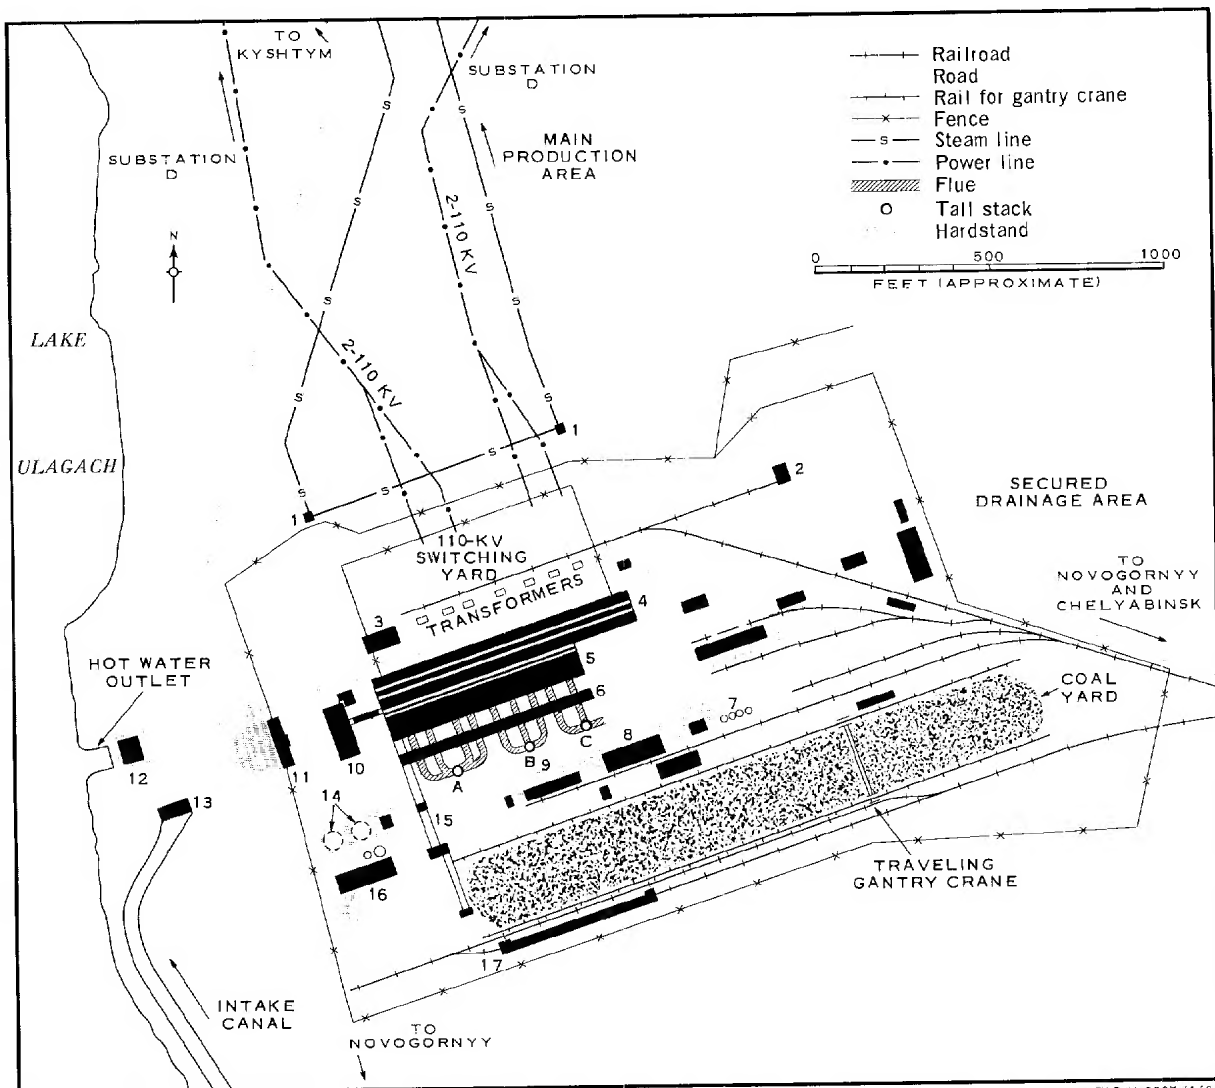 TO
KYSHTYM
SUBSTATION
D
SUBSTATION
D
MAIN
PRODUCTION
AREA
Railroad
Road
Rail for gantry crane
Fence
S Steam line
Power line
Flue
Tall stack
Hardstand
0 500 1000
FEET (APPROXIMATE)
N
2-110 KV
2-110 KV
LAKE
ULAGACH
S
S
S
S
S
S
S
S
S
S
S
1
1
2
SECURED
DRAINAGE AREA
110-KV
SWITCHING
YARD
TRANSFORMERS
TO
NOVOGORNYY
AND
CHELYABINSK
3
4
5
6
7
8
9
10
11
12
13
14
15
16
17
A
B
C
HOT WATER
OUTLET
COAL
YARD
TRAVELING
GANTRY CRANE
INTAKE
CANAL
TO
NOVOGORNYY